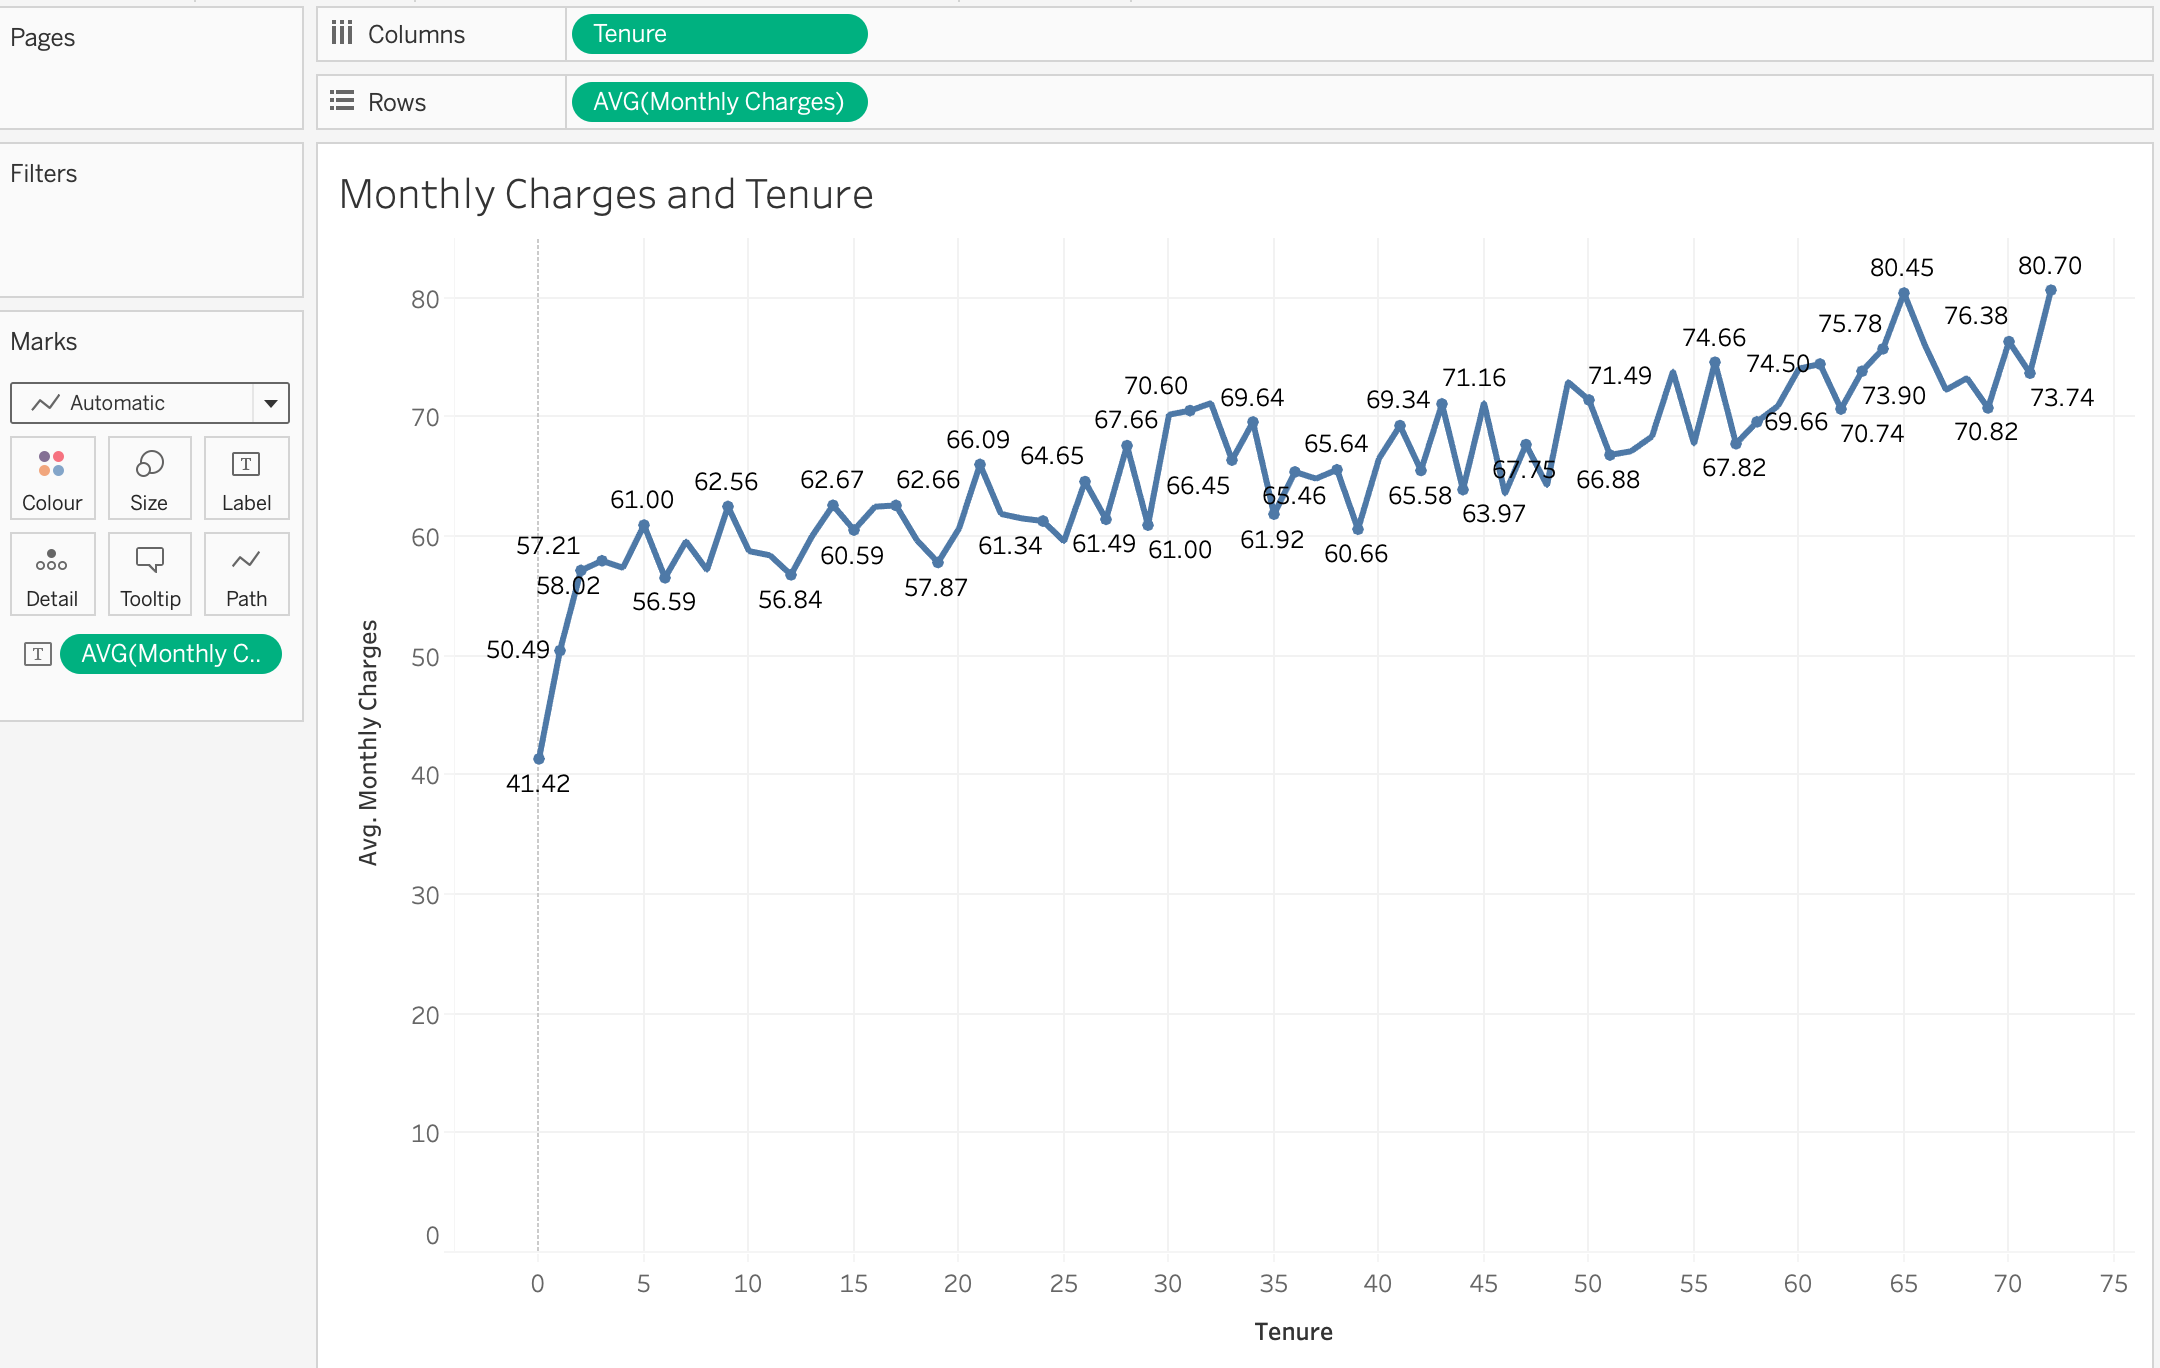 Pages
Columns
Tenure
Rows
AVG(Monthly Charges)
Filters
Marks
Automatic
Colour
Size
T
Label
Detail
Tooltip
Path
T
AVG(Monthly C..
Monthly Charges and Tenure
80.45
80.70
80
76.38
75.78
74.66
74.50
71.49
71.16
70.60
69.64
69.34
73.90
73.74
70
67.66
69.66
70.74
70.82
66.09
65.64
64.65
67.75
67.82
62.56
62.67
62.66
66.45
65.46
65.58
66.88
61.00
63.97
60
57.21
60.59
61.34
61.49
61.00
61.92
60.66
58.02
56.59
56.84
57.87
50.49
50
41.42
40
30
20
10
0
Avg. Monthly Charges
0 5 10 15 20 25 30 35 40 45 50 55 60 65 70 75
Tenure